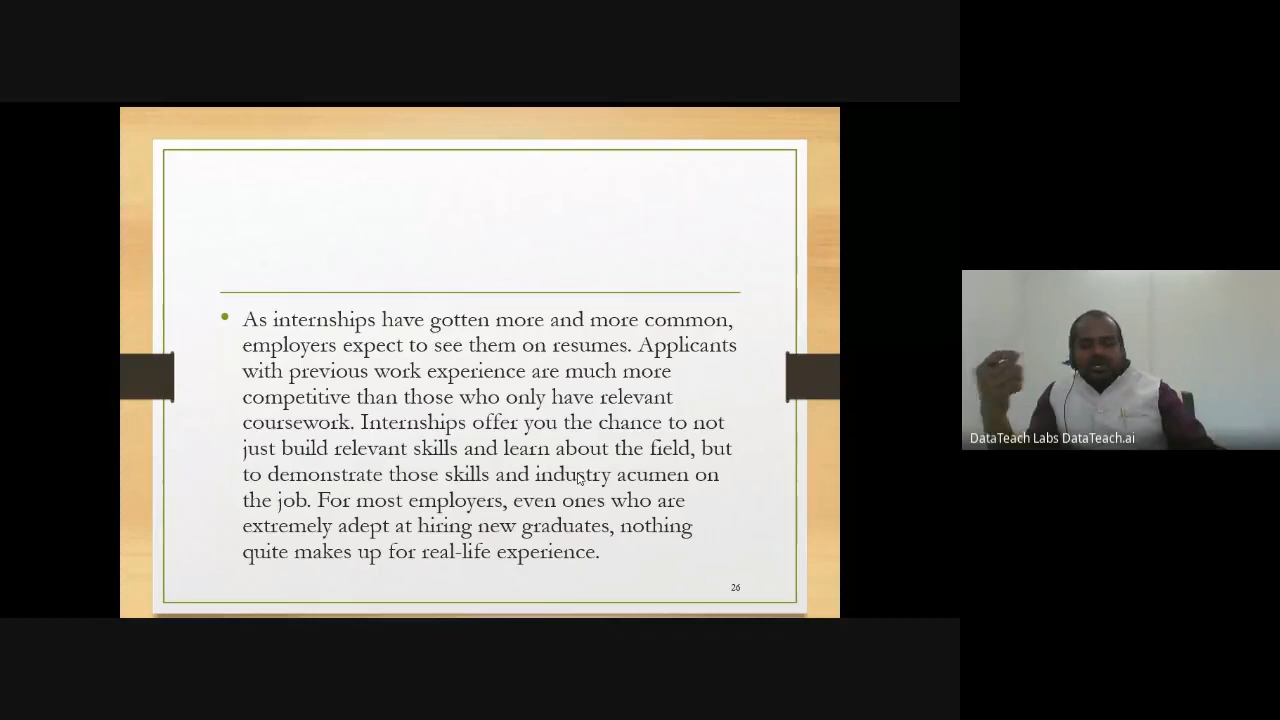 As internships have gotten more and more common,
employers expect to see them on resumes. Applicants
with previous work experience are much more
competitive than those who only have relevant
coursework. Internships offer you the chance to not
just build relevant skills and learn about the field, but
to demonstrate those skills and industry acumen on
the job. For most employers, even ones who are
extremely adept at hiring new graduates, nothing
quite makes up for real-life experience.
26
DataTeach Labs DataTeach.ai